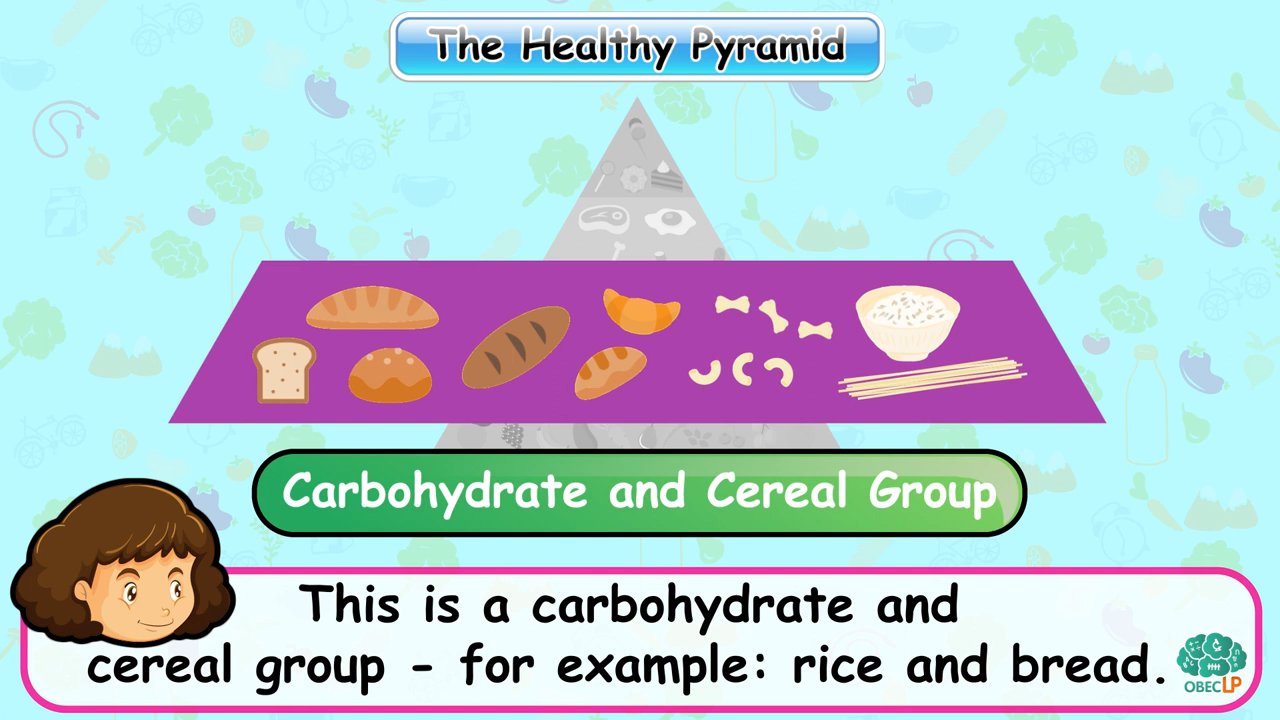 The Healthy Pyramid
Carbohydrate and Cereal Group
This is a carbohydrate and
cereal group - for example: rice and bread.
OBECLP